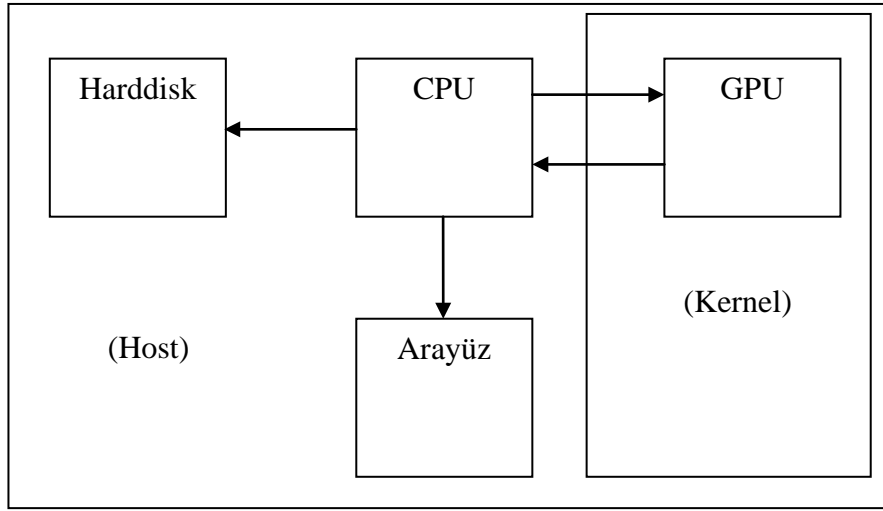 Harddisk
CPU
GPU
(Host)
Arayüz
(Kernel)